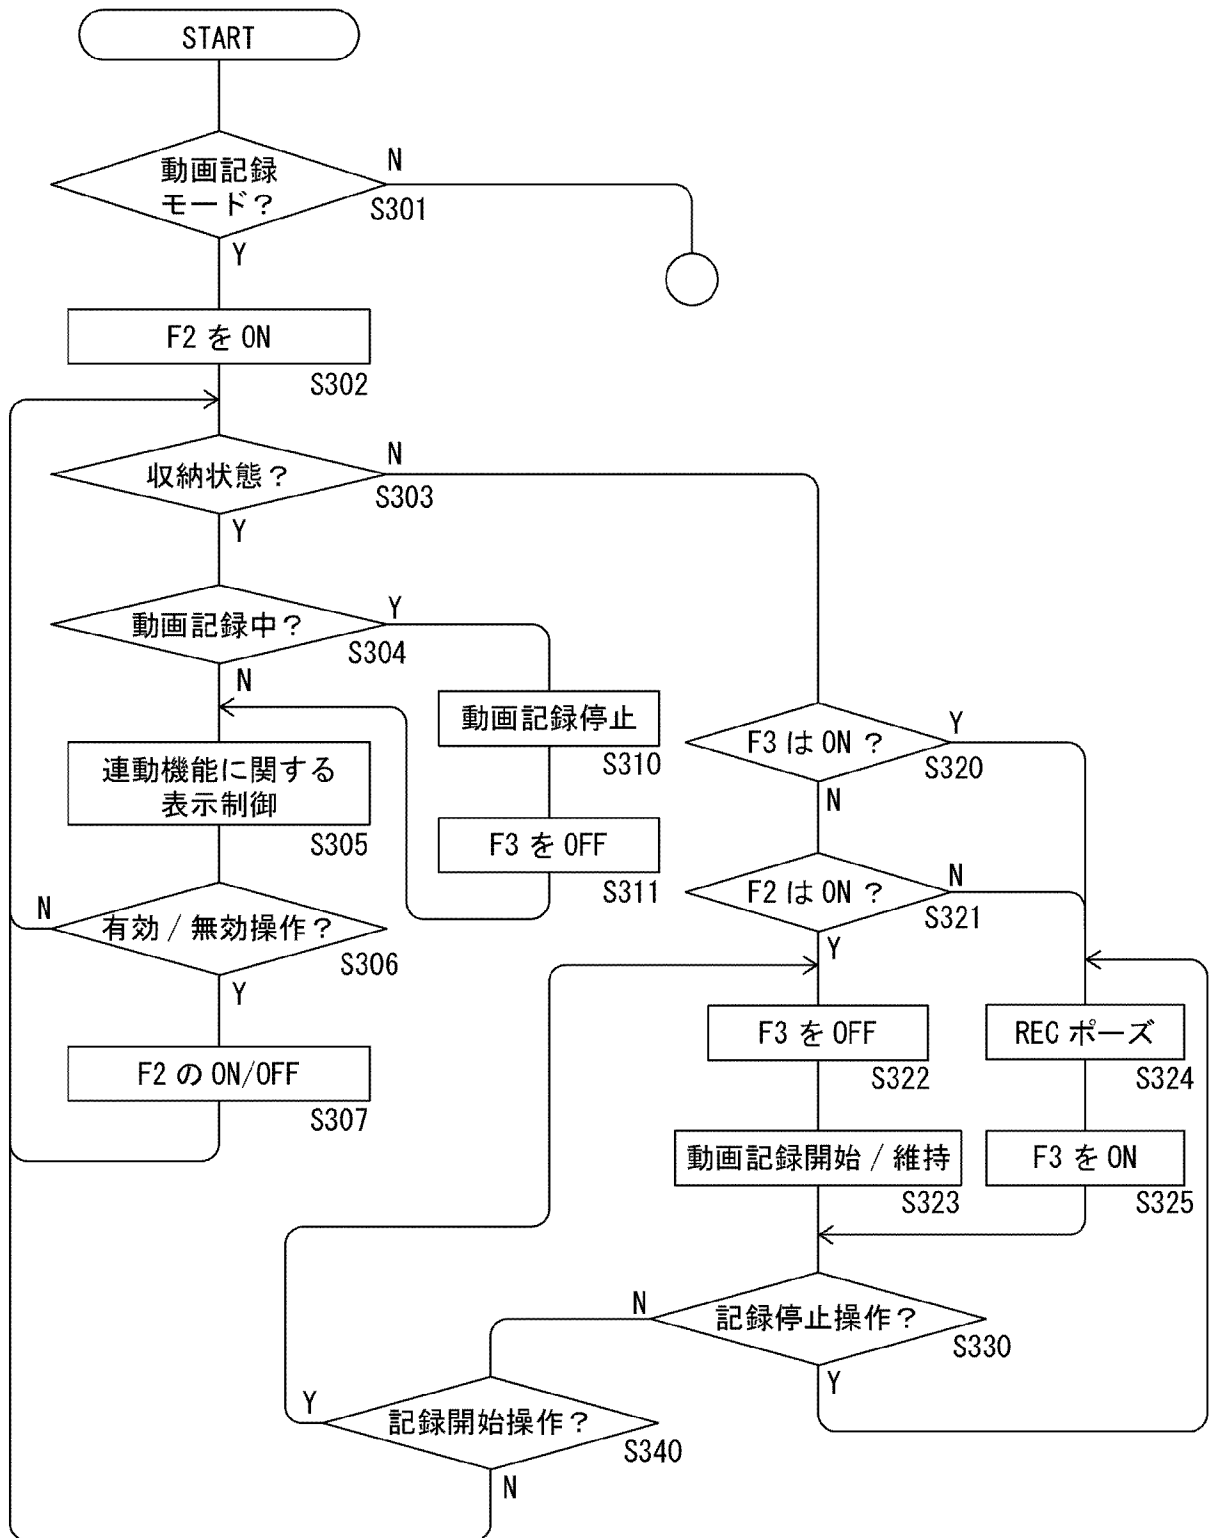 START
動画記録
モード？
N
S301
Y
F2 を ON
S302
収納状態？
N
S303
Y
動画記録中？
Y
S304
N
動画記録停止
S310
連動機能に関する
表示制御
S305
F3 を OFF
S311
F3 は ON ？
Y
S320
N
F2 は ON ？
N
S321
Y
N
有効 / 無効操作？
S306
Y
F2 の ON/OFF
S307
F3 を OFF
S322
REC ポーズ
S324
動画記録開始 / 維持
S323
F3 を ON
S325
N
記録停止操作？
S330
Y
Y
記録開始操作？
S340
N